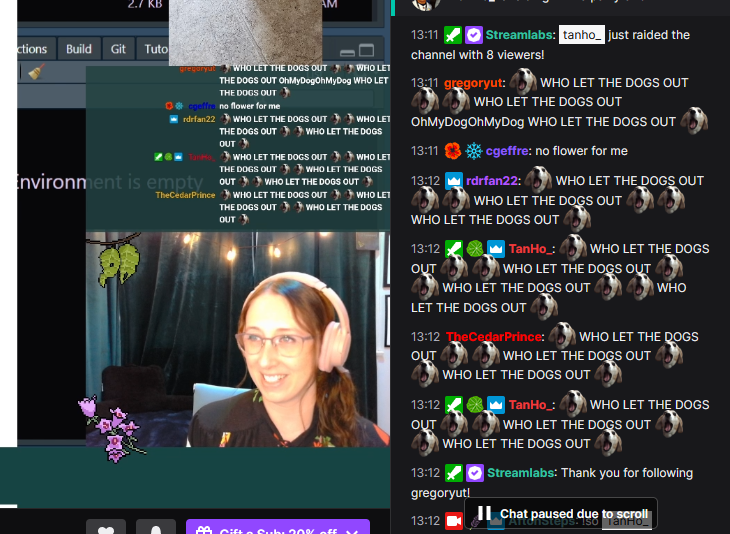 2.7 KB
AM
ctions Build Git Tuto
Environment is empty
gregoryut WHO LET THE DOGS OUT WHO LET
THE DOGS OUT OhMyDogOhMyDog WHO LET
THE DOGS OUT
cgeffre no flower for me
rdrfan22 WHO LET THE DOGS OUT WHO LET
THE DOGS OUT WHO LET THE DOGS
OUT
TanHo_ WHO LET THE DOGS OUT WHO LET
THE DOGS OUT WHO LET THE DOGS
OUT WHO LET THE DOGS OUT
TheCedarPrince WHO LET THE DOGS OUT WHO LET
THE DOGS OUT WHO LET THE DOGS
OUT
Gift a Sub: 20% off
13:11 Streamlabs: tanho_ just raided the
channel with 8 viewers!
13:11 gregoryut: WHO LET THE DOGS OUT
WHO LET THE DOGS OUT
OhMyDogOhMyDog WHO LET THE DOGS OUT
13:11 cgeffre: no flower for me
13:12 rdrfan22: WHO LET THE DOGS OUT
WHO LET THE DOGS OUT
WHO LET THE DOGS OUT
13:12 TanHo_: WHO LET THE DOGS
OUT WHO LET THE DOGS OUT
WHO LET THE DOGS OUT WHO
LET THE DOGS OUT
13:12 TheCedarPrince: WHO LET THE DOGS
OUT WHO LET THE DOGS OUT
WHO LET THE DOGS OUT
13:12 TanHo_: WHO LET THE DOGS
OUT WHO LET THE DOGS OUT
WHO LET THE DOGS OUT
13:12 Streamlabs: Thank you for following
gregoryut!
Chat paused due to scroll
13:12 AftonSteps: !so TanHo_